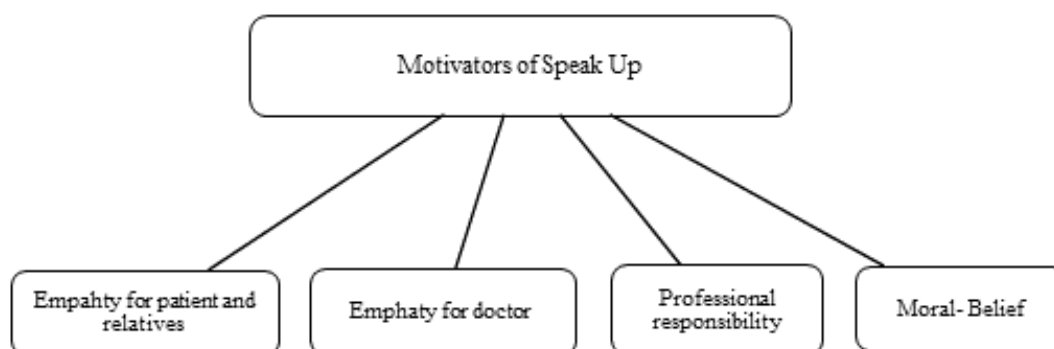 Motivators of Speak Up
Empahty for patient and
relatives
Emphaty for doctor
Professional
responsibility
Moral- Belief